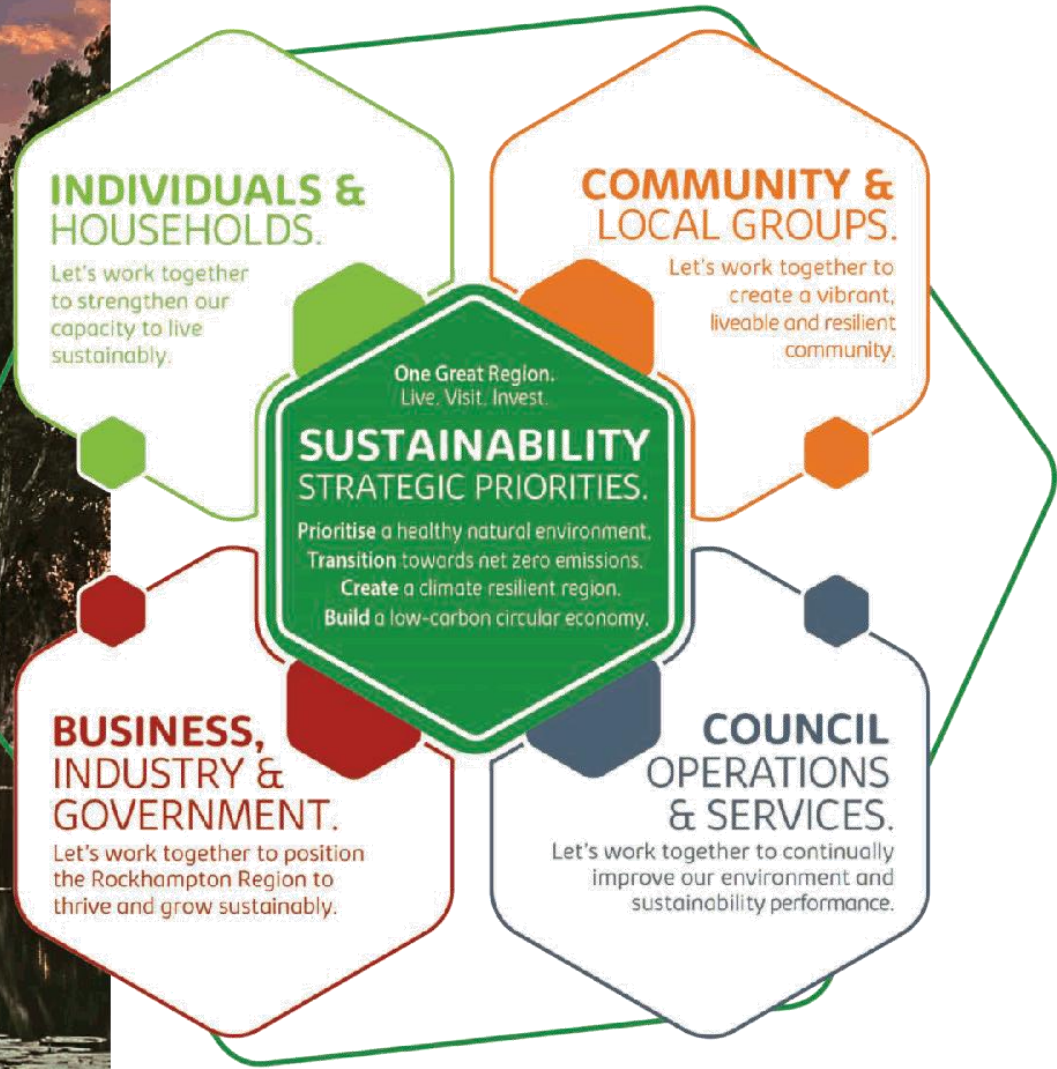 INDIVIDUALS &
HOUSEHOLDS.
Let's work together
to strengthen our
capacity to live
sustainably.
COMMUNITY &
LOCAL GROUPS.
Let's work together to
create a vibrant,
liveable and resilient
community.
One Great Region.
Live. Visit. Invest.
SUSTAINABILITY
STRATEGIC PRIORITIES.
Prioritise a healthy natural environment.
Transition towards net zero emissions.
Create a climate resilient region.
Build a low-carbon circular economy.
BUSINESS,
INDUSTRY &
GOVERNMENT.
Let's work together to position
the Rockhampton Region to
thrive and grow sustainably.
COUNCIL
OPERATIONS
& SERVICES.
Let's work together to continually
improve our environment and
sustainability performance.